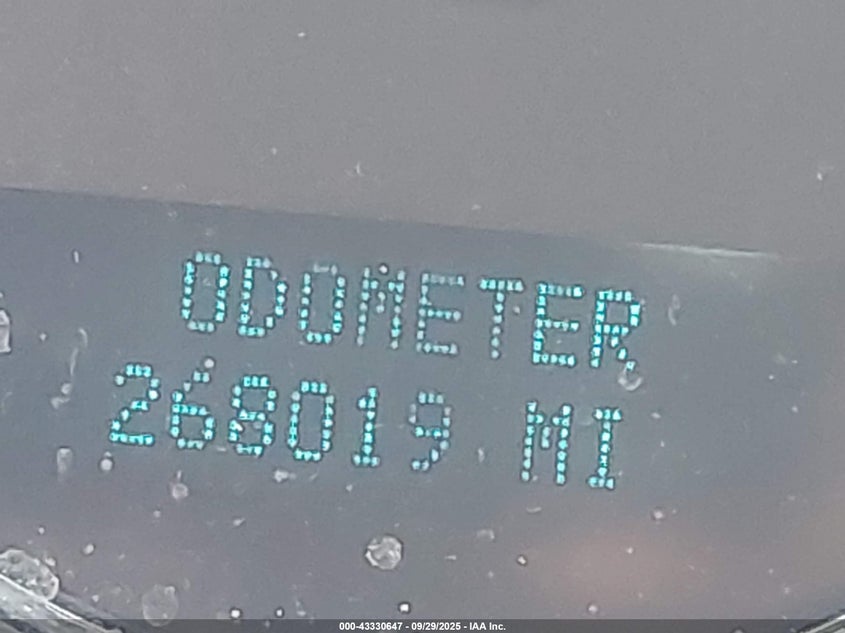 ODOMETER
268019 MI
000-43330647 - 09/29/2025 - IAA Inc.